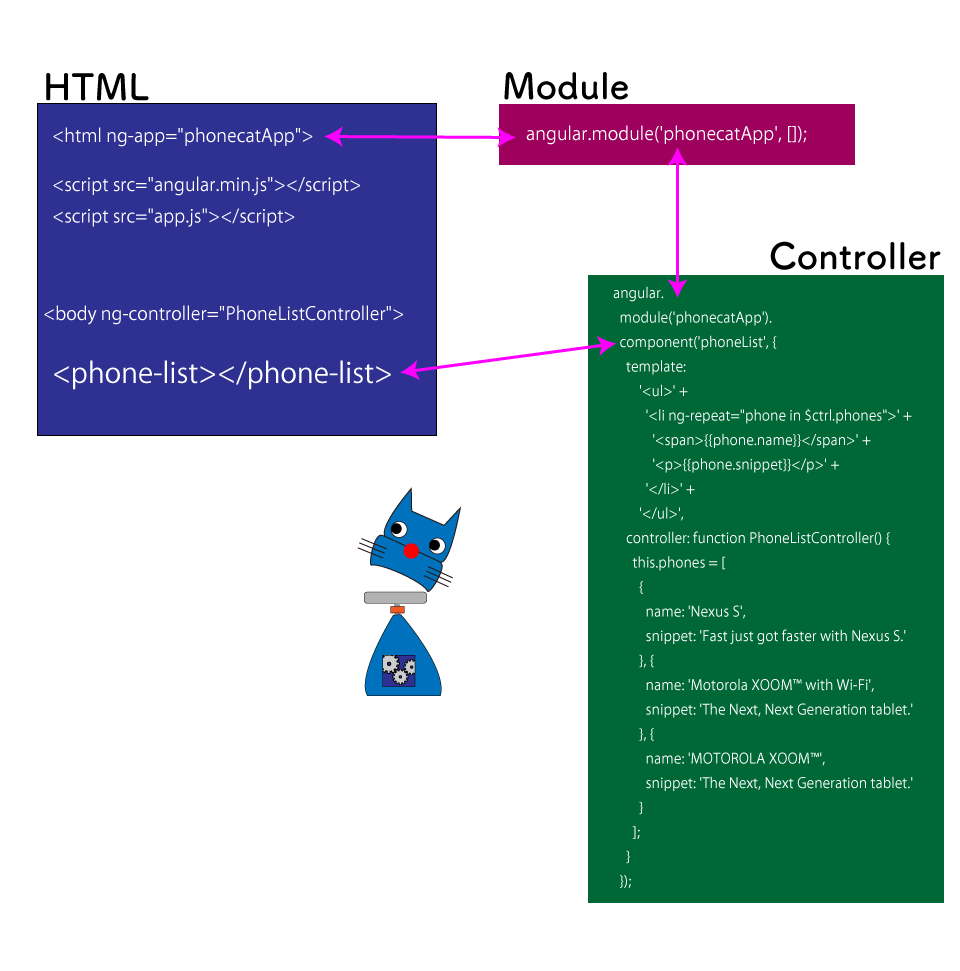 HTML
<html ng-app="phonecatApp">
<script src="angular.min.js"></script>
<script src="app.js"></script>
<body ng-controller="PhoneListController">
<phone-list></phone-list>
Module
angular.module('phonecatApp', []);
Controller
angular.
module('phonecatApp').
component('phoneList', {
template:
'<ul>' +
'<li ng-repeat="phone in $ctrl.phones">' +
'<span>{{phone.name}}</span>' +
'<p>{{phone.snippet}}</p>' +
'</li>' +
'</ul>',
controller: function PhoneListController() {
this.phones = [
{
name: 'Nexus S',
snippet: 'Fast just got faster with Nexus S.'
}, {
name: 'Motorola XOOM™ with Wi-Fi',
snippet: 'The Next, Next Generation tablet.'
}, {
name: 'MOTOROLA XOOM™',
snippet: 'The Next, Next Generation tablet.'
}
];
}
});